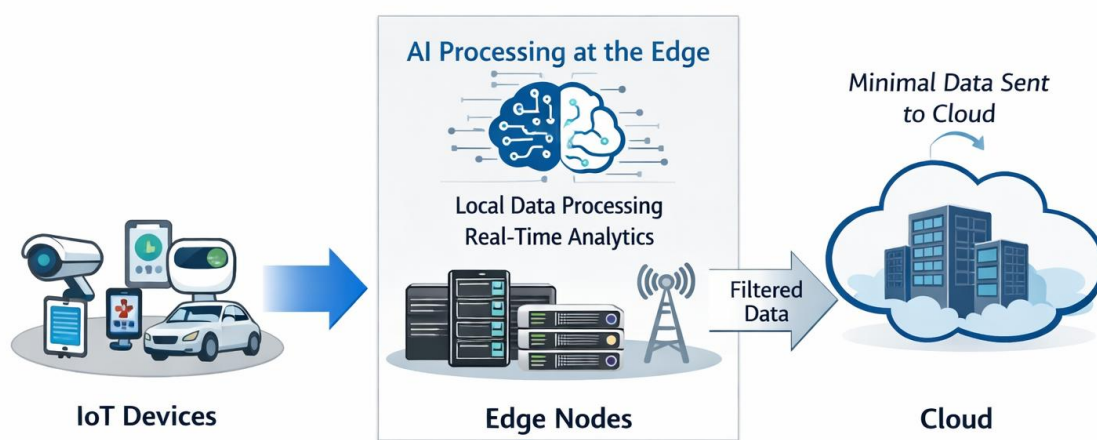 AI Processing at the Edge
Local Data Processing
Real-Time Analytics
Minimal Data Sent
to Cloud
Filtered
Data
IoT Devices
Edge Nodes
Cloud